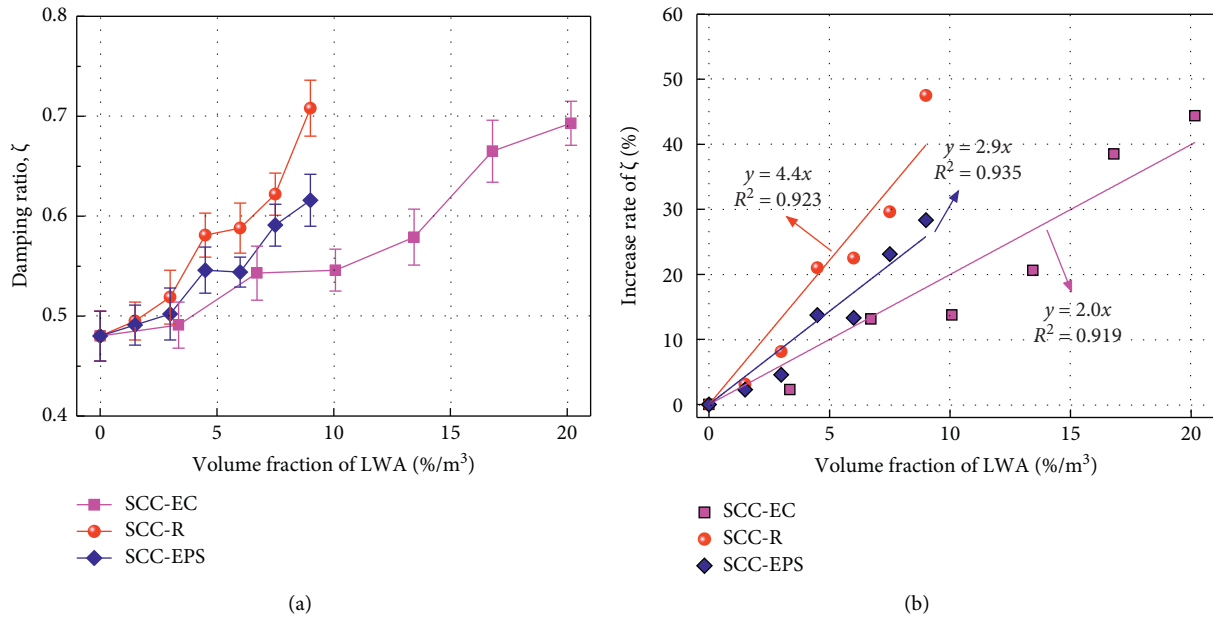 0.8
0.7
0.6
0.5
0.4
Damping ratio, ζ
0
5
10
15
20
Volume fraction of LWA (%/m³)
SCC-EC
SCC-R
SCC-EPS
(a)
60
50
40
30
20
10
0
Increase rate of ζ (%)
y = 4.4x
R² = 0.923
y = 2.9x
R² = 0.935
y = 2.0x
R² = 0.919
0
5
10
15
20
Volume fraction of LWA (%/m³)
SCC-EC
SCC-R
SCC-EPS
(b)